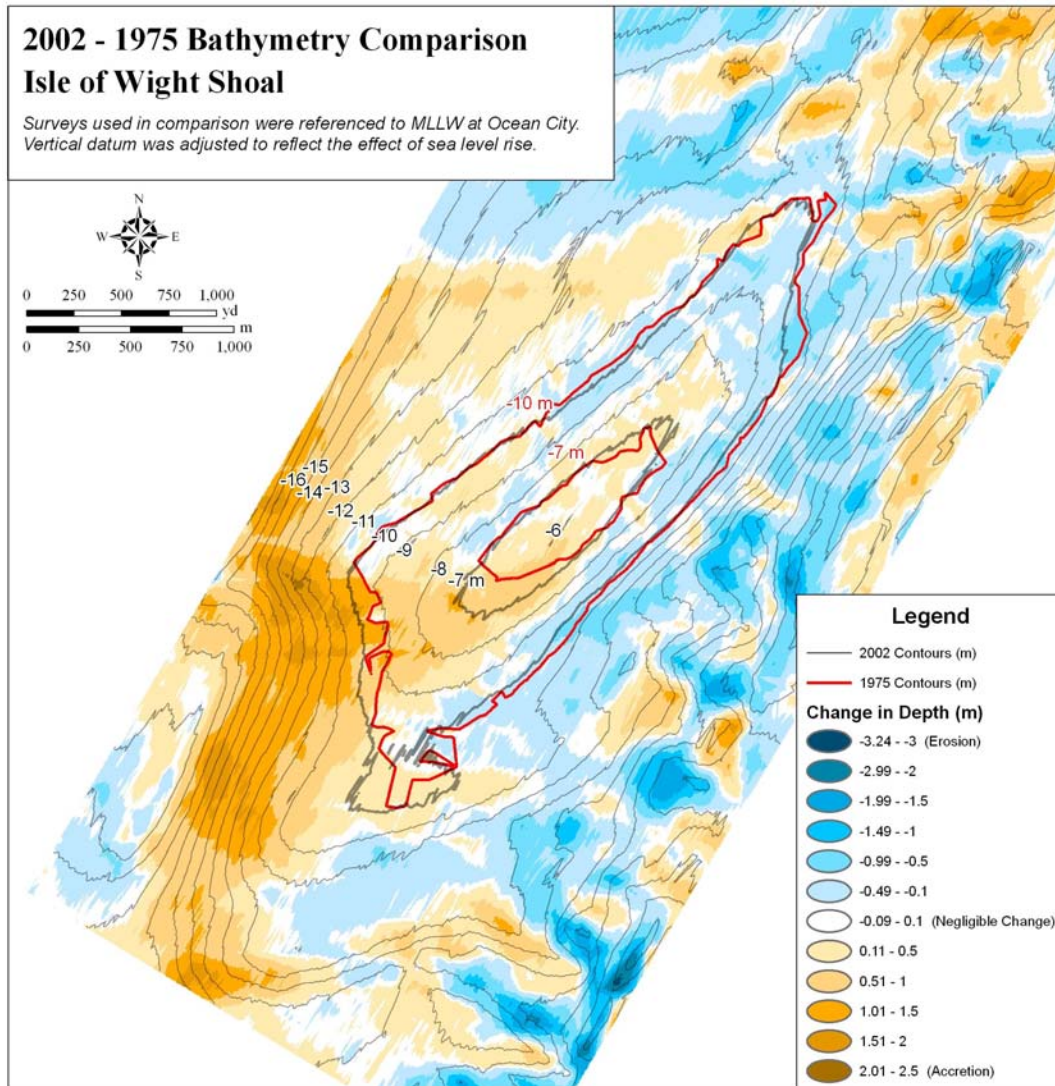 2002 - 1975 Bathymetry Comparison
Isle of Wight Shoal
Surveys used in comparison were referenced to MLLW at Ocean City.
Vertical datum was adjusted to reflect the effect of sea level rise.
N
W E
S
0 250 500 750 1,000
yd
m
0 250 500 750 1,000
-10 m
-7 m
-15
-16
-14 -13
-12
-11
-10
-9
-6
-8
-7 m
Legend
2002 Contours (m)
1975 Contours (m)
Change in Depth (m)
-3.24 - -3 (Erosion)
-2.99 - -2
-1.99 - -1.5
-1.49 - -1
-0.99 - -0.5
-0.49 - -0.1
-0.09 - 0.1 (Negligible Change)
0.11 - 0.5
0.51 - 1
1.01 - 1.5
1.51 - 2
2.01 - 2.5 (Accretion)